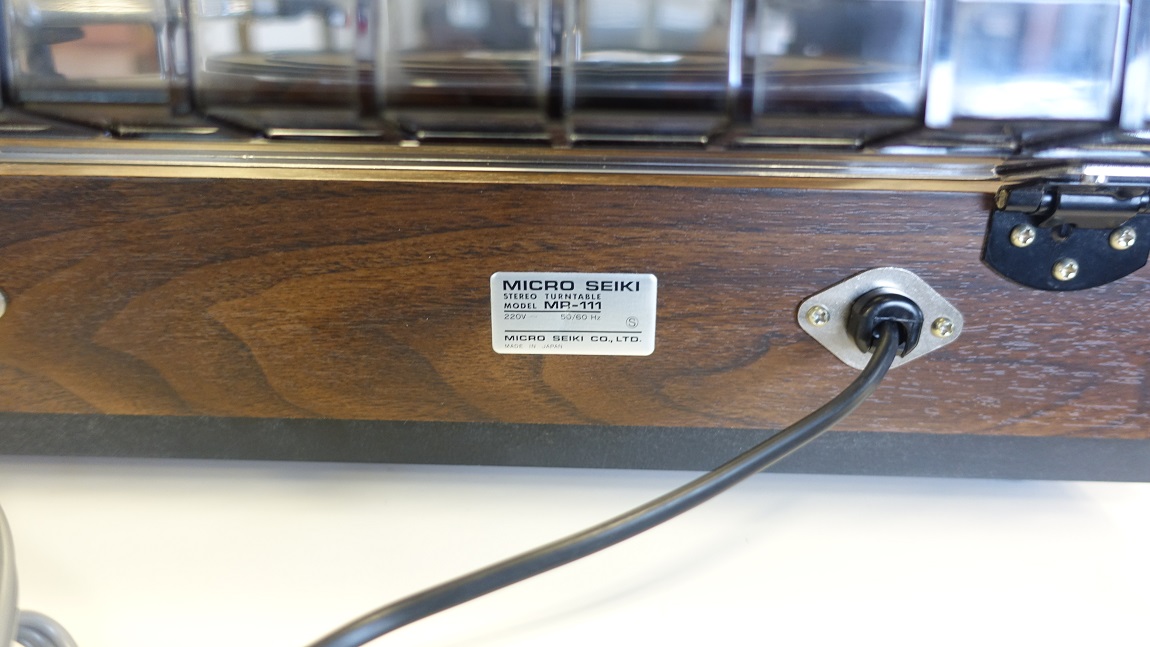 MICRO SEIKI
STEREO TURNTABLE
MODEL MR-111
220V 50/60 Hz
S
MICRO SEIKI CO., LTD.
MADE IN JAPAN